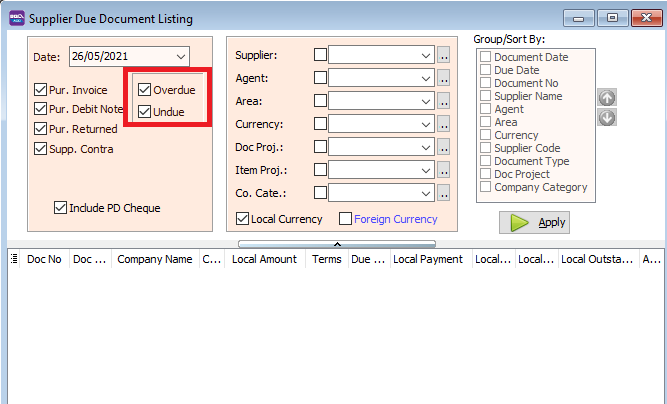 Supplier Due Document Listing
Date: 26/05/2021
Pur. Invoice
Pur. Debit Note
Pur. Returned
Supp. Contra
Overdue
Undue
Include PD Cheque
Supplier:
Agent:
Area:
Currency:
Doc Proj.:
Item Proj.:
Co. Cate.:
Local Currency Foreign Currency
Group/Sort By:
Document Date
Due Date
Document No
Supplier Name
Agent
Area
Currency
Supplier Code
Document Type
Doc Project
Company Category
Apply
Doc No Doc ... Company Name C... Local Amount Terms Due ... Local Payment Local... Local... Local Outsta... A...